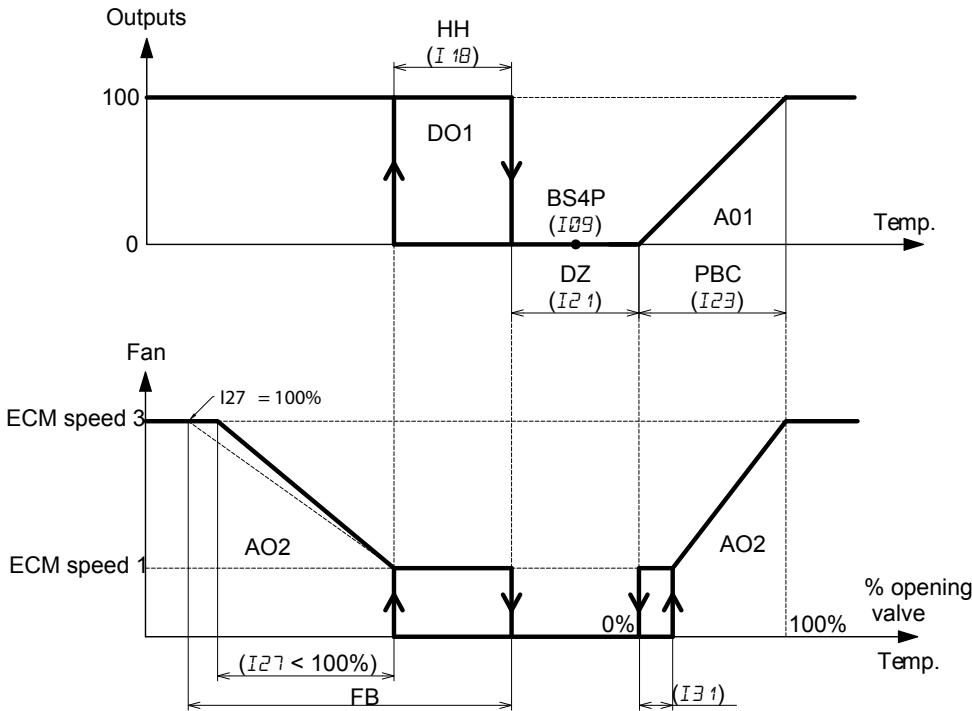 Outputs
HH
(I18)
100
DO1
BS4P
(I09)
A01
Temp.
0
DZ
(I21)
PBC
(I23)
Fan
I27 = 100%
ECM speed 3
AO2
AO2
ECM speed 1
% opening
valve
0%
100%
Temp.
(I27 < 100%)
(I31)
FB